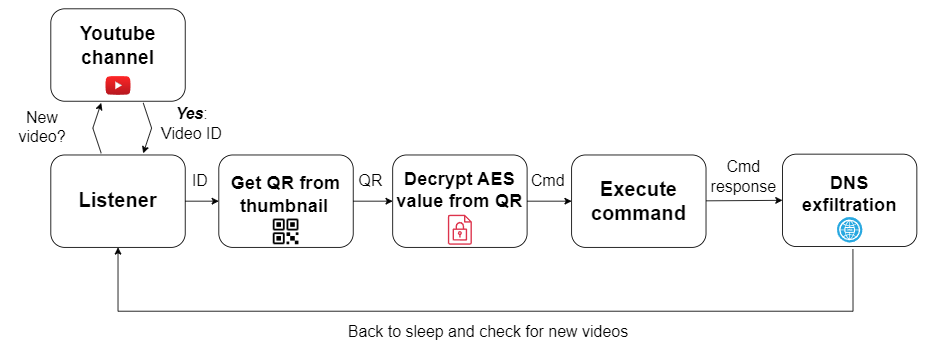 Youtube
channel
New
video?
Yes:
Video ID
Listener
ID
Get QR from
thumbnail
QR
Decrypt AES
value from QR
Cmd
Execute
command
Cmd
response
DNS
exfiltration
Back to sleep and check for new videos